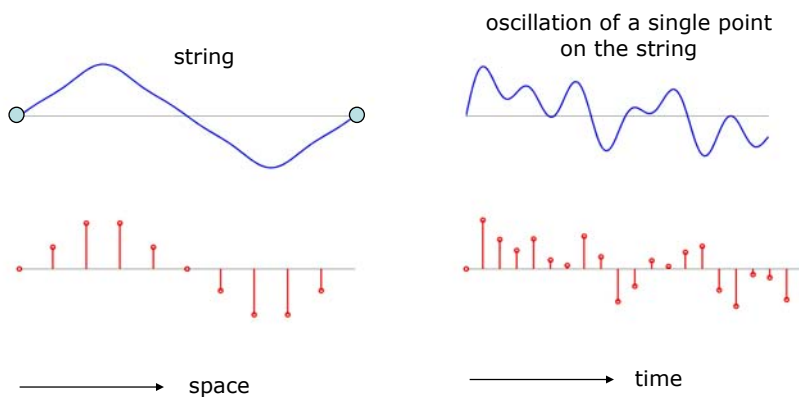 string
oscillation of a single point
on the string
space
time